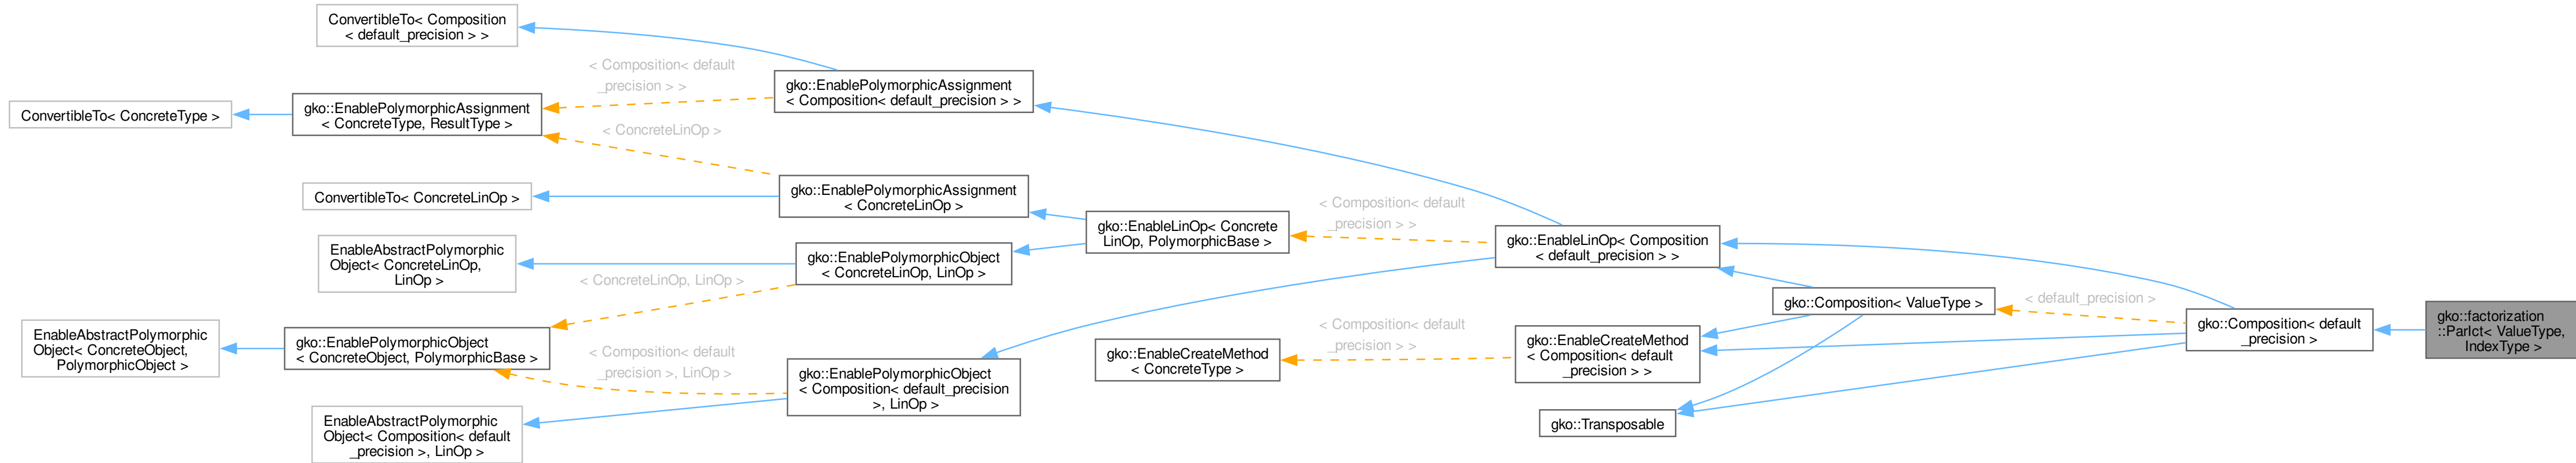 ConvertibleTo< Composition
< default_precision > >
ConvertibleTo< ConcreteType >
gko::EnablePolymorphicAssignment
< ConcreteType, ResultType >
< Composition< default
_precision > >
< ConcreteLinOp >
gko::EnablePolymorphicAssignment
< Composition< default_precision > >
ConvertibleTo< ConcreteLinOp >
gko::EnablePolymorphicAssignment
< ConcreteLinOp >
EnableAbstractPolymorphic
Object< ConcreteLinOp,
LinOp >
gko::EnablePolymorphicObject
< ConcreteLinOp, LinOp >
gko::EnableLinOp< Concrete
LinOp, PolymorphicBase >
< Composition< default
_precision > >
gko::EnableLinOp< Composition
< default_precision > >
< ConcreteLinOp, LinOp >
EnableAbstractPolymorphic
Object< ConcreteObject,
PolymorphicObject >
gko::EnablePolymorphicObject
< ConcreteObject, PolymorphicBase >
< Composition< default
_precision >, LinOp >
gko::EnablePolymorphicObject
< Composition< default_precision
>, LinOp >
EnableAbstractPolymorphic
Object< Composition< default
_precision >, LinOp >
gko::EnableCreateMethod
< ConcreteType >
< Composition< default
_precision > >
gko::EnableCreateMethod
< Composition< default
_precision > >
gko::Transposable
gko::Composition< ValueType >
< default_precision >
gko::Composition< default
_precision >
gko::factorization
::ParIct< ValueType,
IndexType >